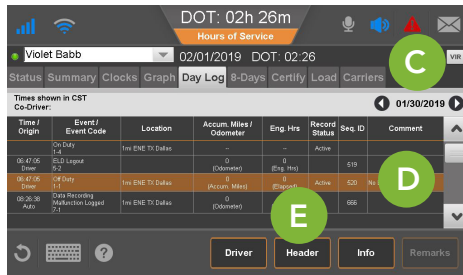 DOT: 02h 26m
Hours of Service
Violet Babb 02/01/2019 DOT: 02:26 VIR
C
Status Summary Clocks Graph Day Log 8-Days Certify Load Carriers
Times shown in CST
Co-Driver: 01/30/2019
Time / Origin Event / Event Code Location Accum. Miles / Odometer Eng. Hrs Record Status Seq. ID Comment
On Duty
1-4 1mi ENE TX Dallas -- -- Active
06:47:05 Driver ELD Logout
5-2 1mi ENE TX Dallas 0 (Odometer) 0 (Eng. Hrs) 519
06:47:05 Driver Off Duty
1-1 1mi ENE TX Dallas 0 (Accum. Miles) 0 (Elapsed) Active 520 No
D
08:26:38 Auto Data Recording Malfunction Logged
7-1 1mi ENE TX Dallas 0 (Odometer) 0 666
E
? Driver Header Info Remarks